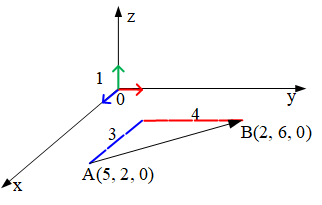 z
1
0
y
4
3
B(2, 6, 0)
A(5, 2, 0)
x